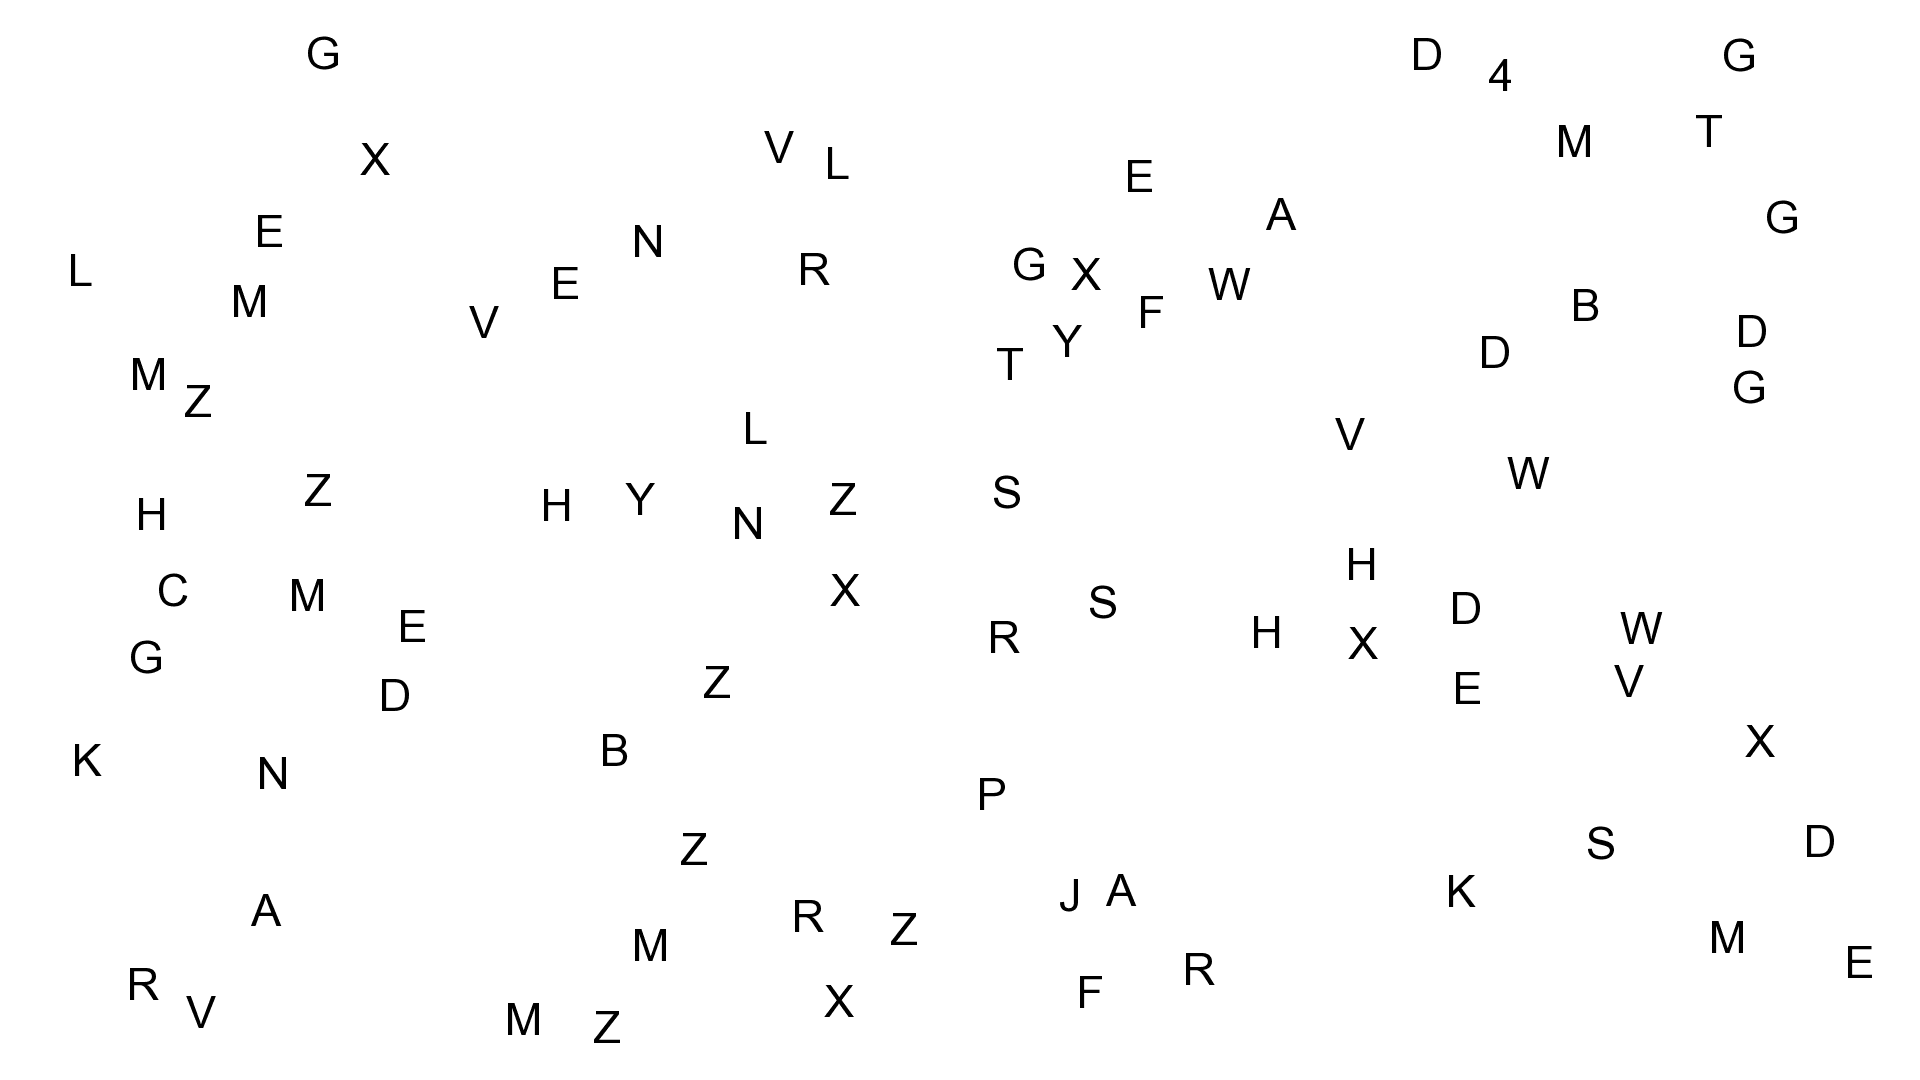 G D 4 G
X V L E M T
L E N R G X A W G
M V E T Y F D B D
M Z L V G
H Z H Y N Z S W
C M E X R S H H D W
G D Z X E V
K N B P X
Z S D
A R Z J A K M E
R V M Z M X F R